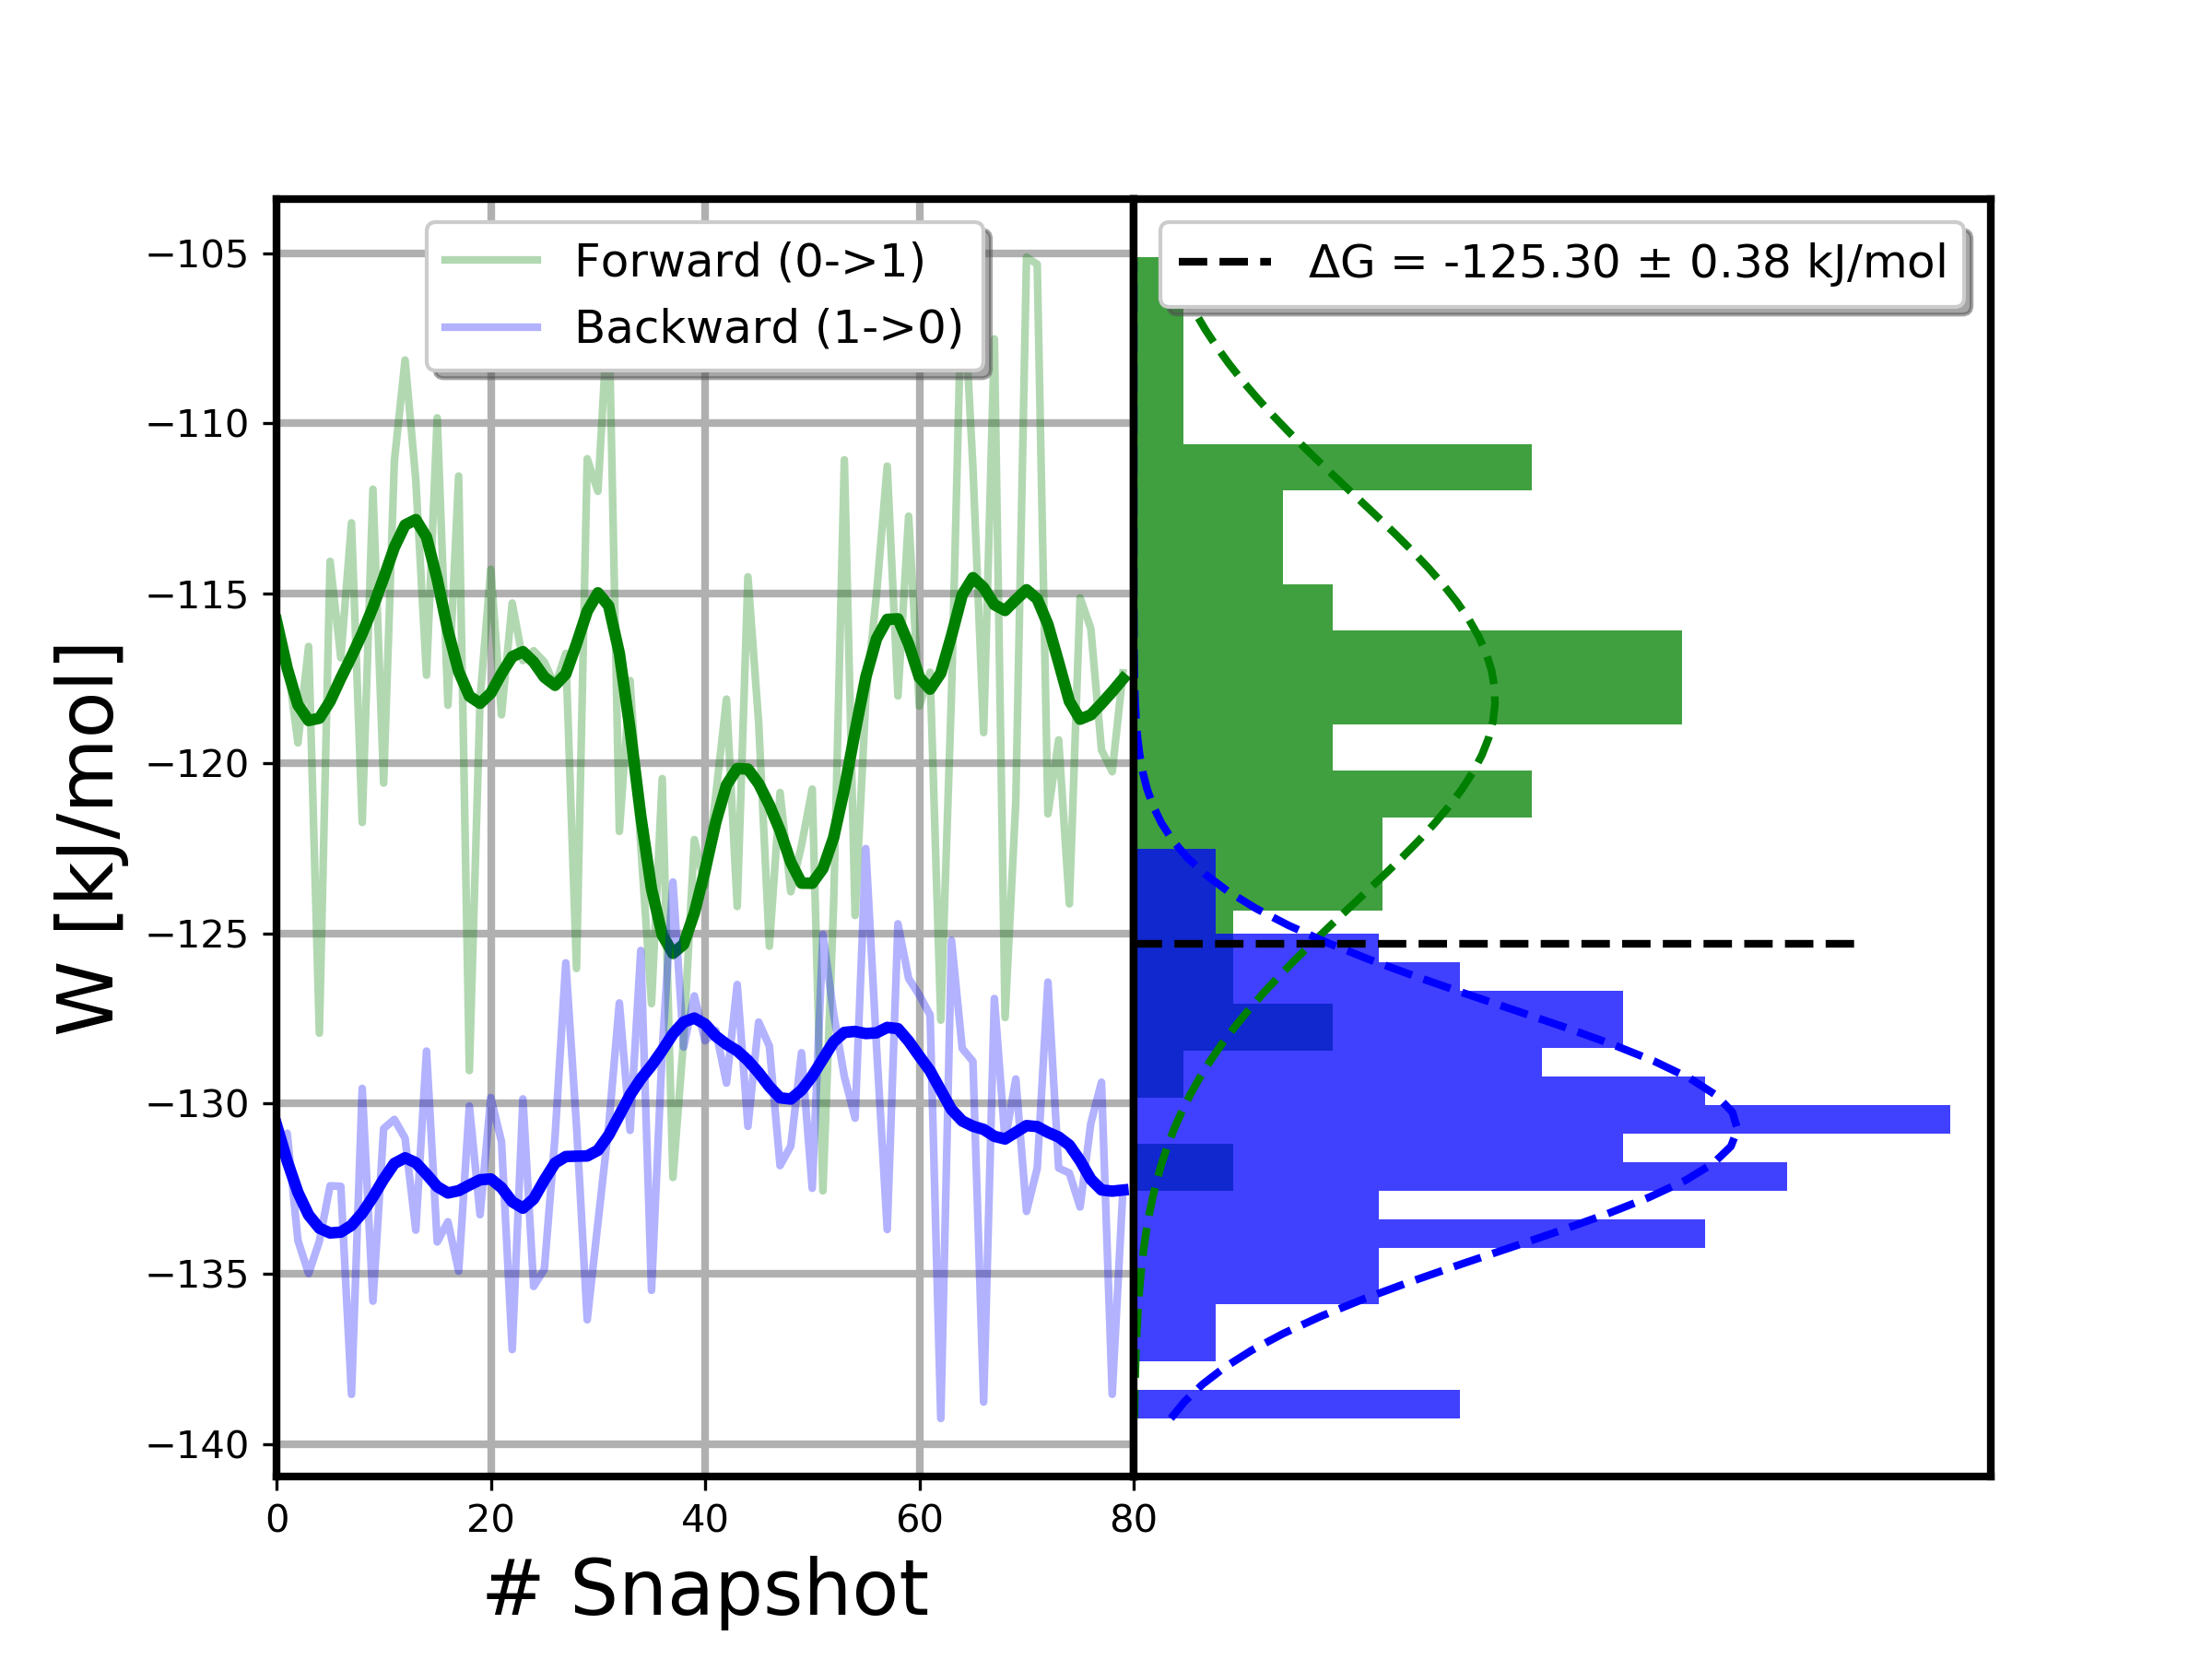 Forward (0->1)
Backward (1->0)
ΔG = -125.30 ± 0.38 kJ/mol
W [kJ/mol]
−105
−110
−115
−120
−125
−130
−135
−140
0 20 40 60 80
# Snapshot